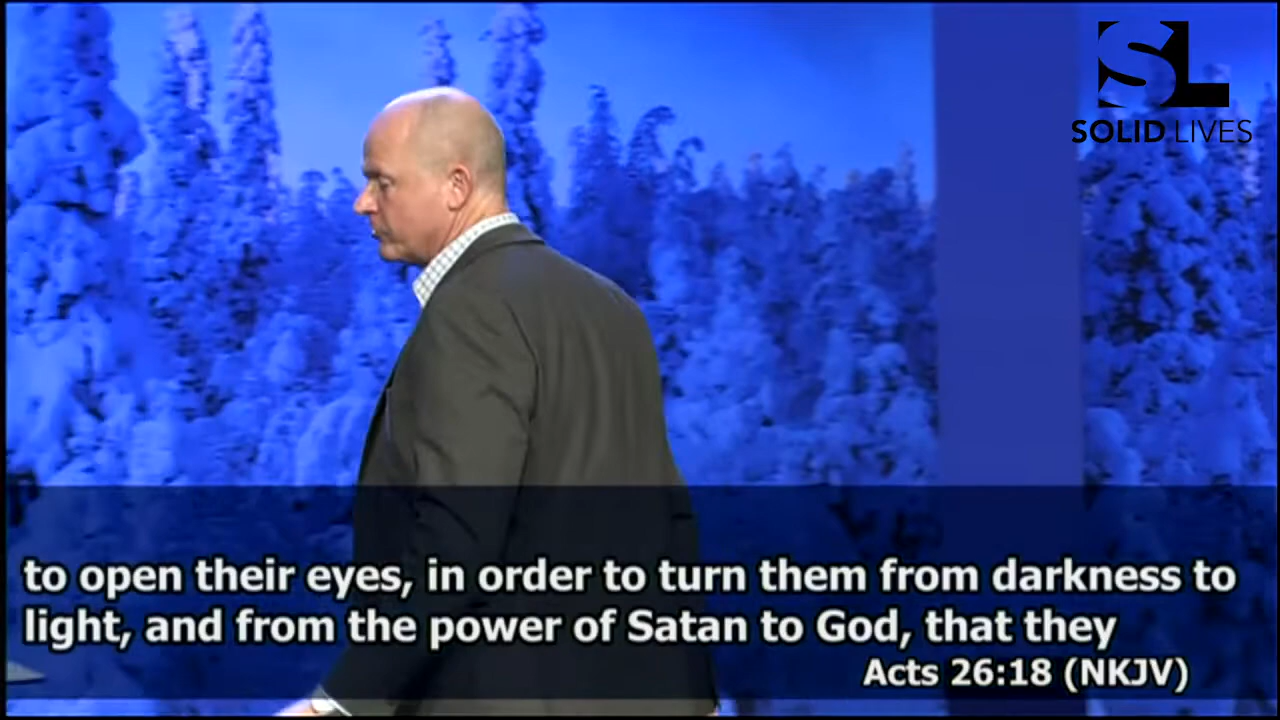 SL
SOLID LIVES
to open their eyes, in order to turn them from darkness to
light, and from the power of Satan to God, that they
Acts 26:18 (NKJV)